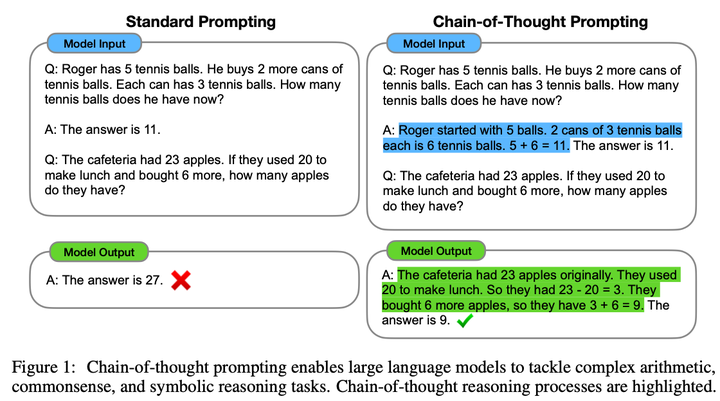 Standard Prompting
Model Input
Q: Roger has 5 tennis balls. He buys 2 more cans of
tennis balls. Each can has 3 tennis balls. How many
tennis balls does he have now?
A: The answer is 11.
Q: The cafeteria had 23 apples. If they used 20 to
make lunch and bought 6 more, how many apples
do they have?
Model Output
A: The answer is 27.
Chain-of-Thought Prompting
Model Input
Q: Roger has 5 tennis balls. He buys 2 more cans of
tennis balls. Each can has 3 tennis balls. How many
tennis balls does he have now?
A: Roger started with 5 balls. 2 cans of 3 tennis balls
each is 6 tennis balls. 5 + 6 = 11. The answer is 11.
Q: The cafeteria had 23 apples. If they used 20 to
make lunch and bought 6 more, how many apples
do they have?
Model Output
A: The cafeteria had 23 apples originally. They used
20 to make lunch. So they had 23 - 20 = 3. They
bought 6 more apples, so they have 3 + 6 = 9. The
answer is 9.
Figure 1: Chain-of-thought prompting enables large language models to tackle complex arithmetic,
commonsense, and symbolic reasoning tasks. Chain-of-thought reasoning processes are highlighted.